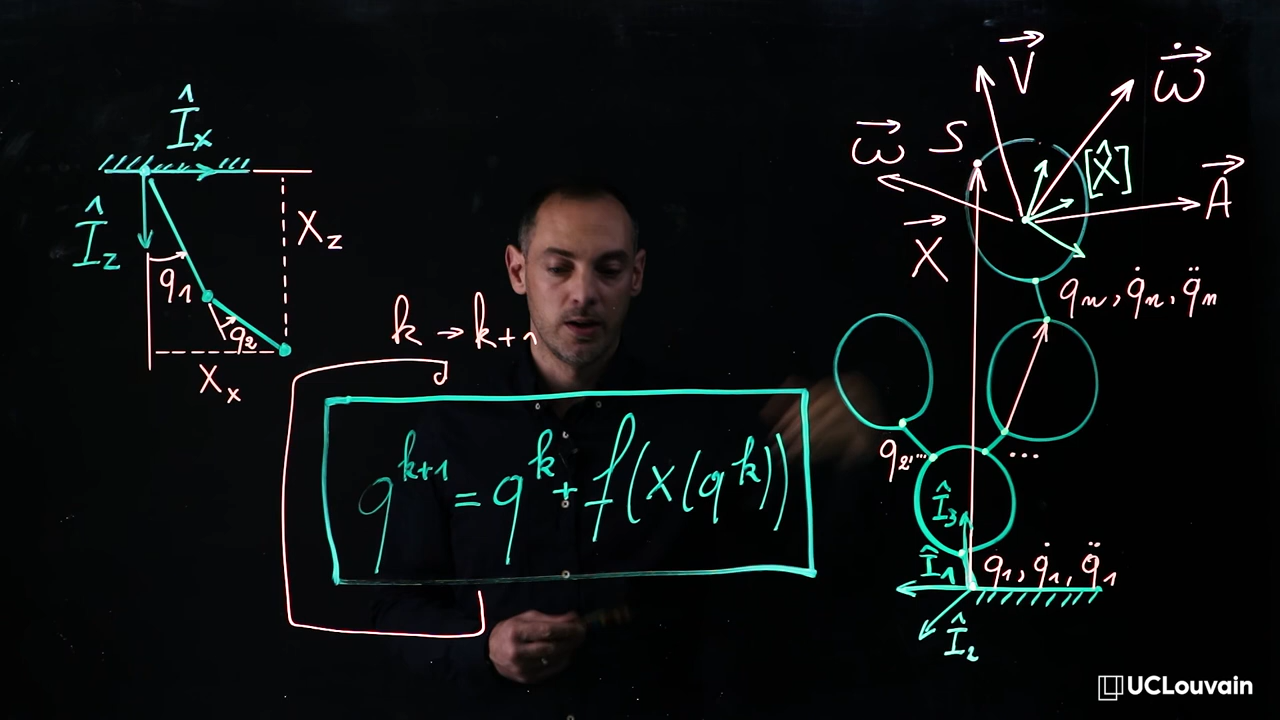 Î_x
Î_z
q_1
q_2
X_z
X_x
k → k+1
q^{k+1} = q^k + f(X(q^k))
V⃗
ω̇⃗
ω⃗
S
[X̂]
A⃗
X⃗
q_n, q̇_n, q̈_n
q_2, ...
...
Î_3
Î_1
q_1, q̇_1, q̈_1
Î_2
UCLouvain